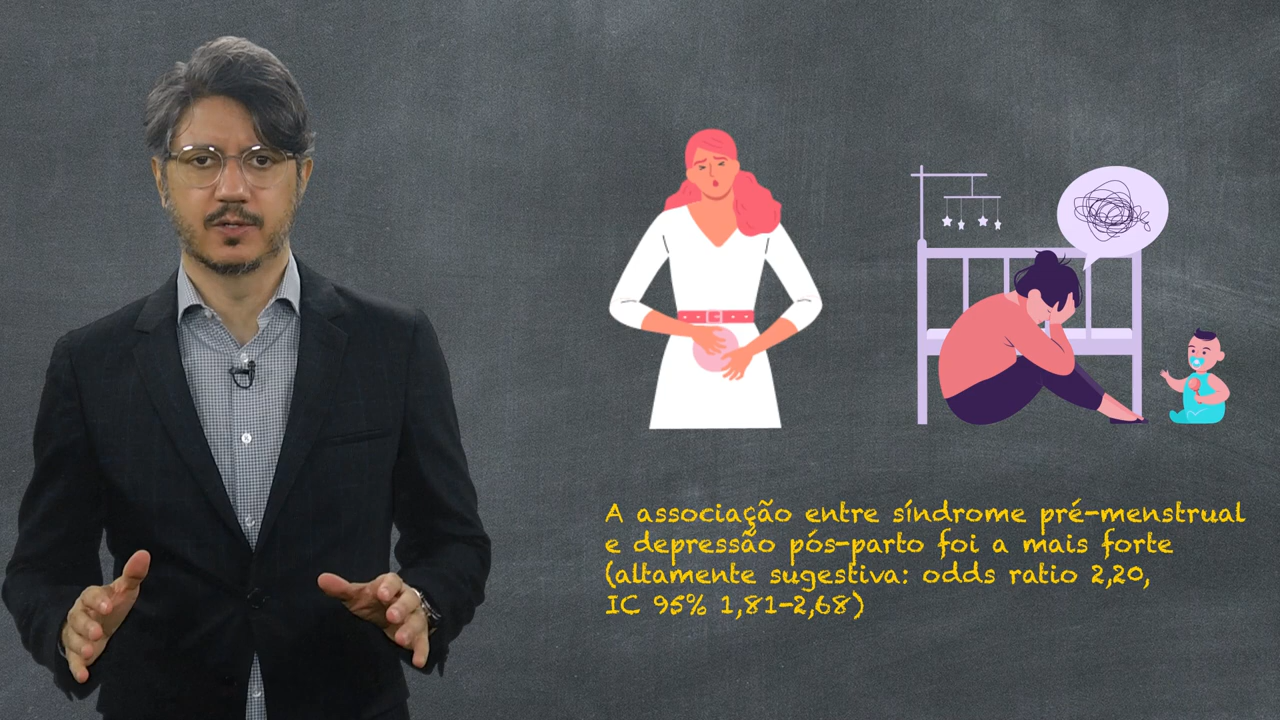 A associação entre síndrome pré-menstrual
e depressão pós-parto foi a mais forte
(altamente sugestiva: odds ratio 2,20,
IC 95% 1,81-2,68)